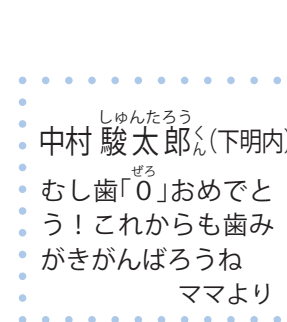 しゅんたろう
中村 駿太郎くん(下明内)
ぜろ
むし歯｢0｣おめでと
う！これからも歯み
がきがんばろうね
ママより